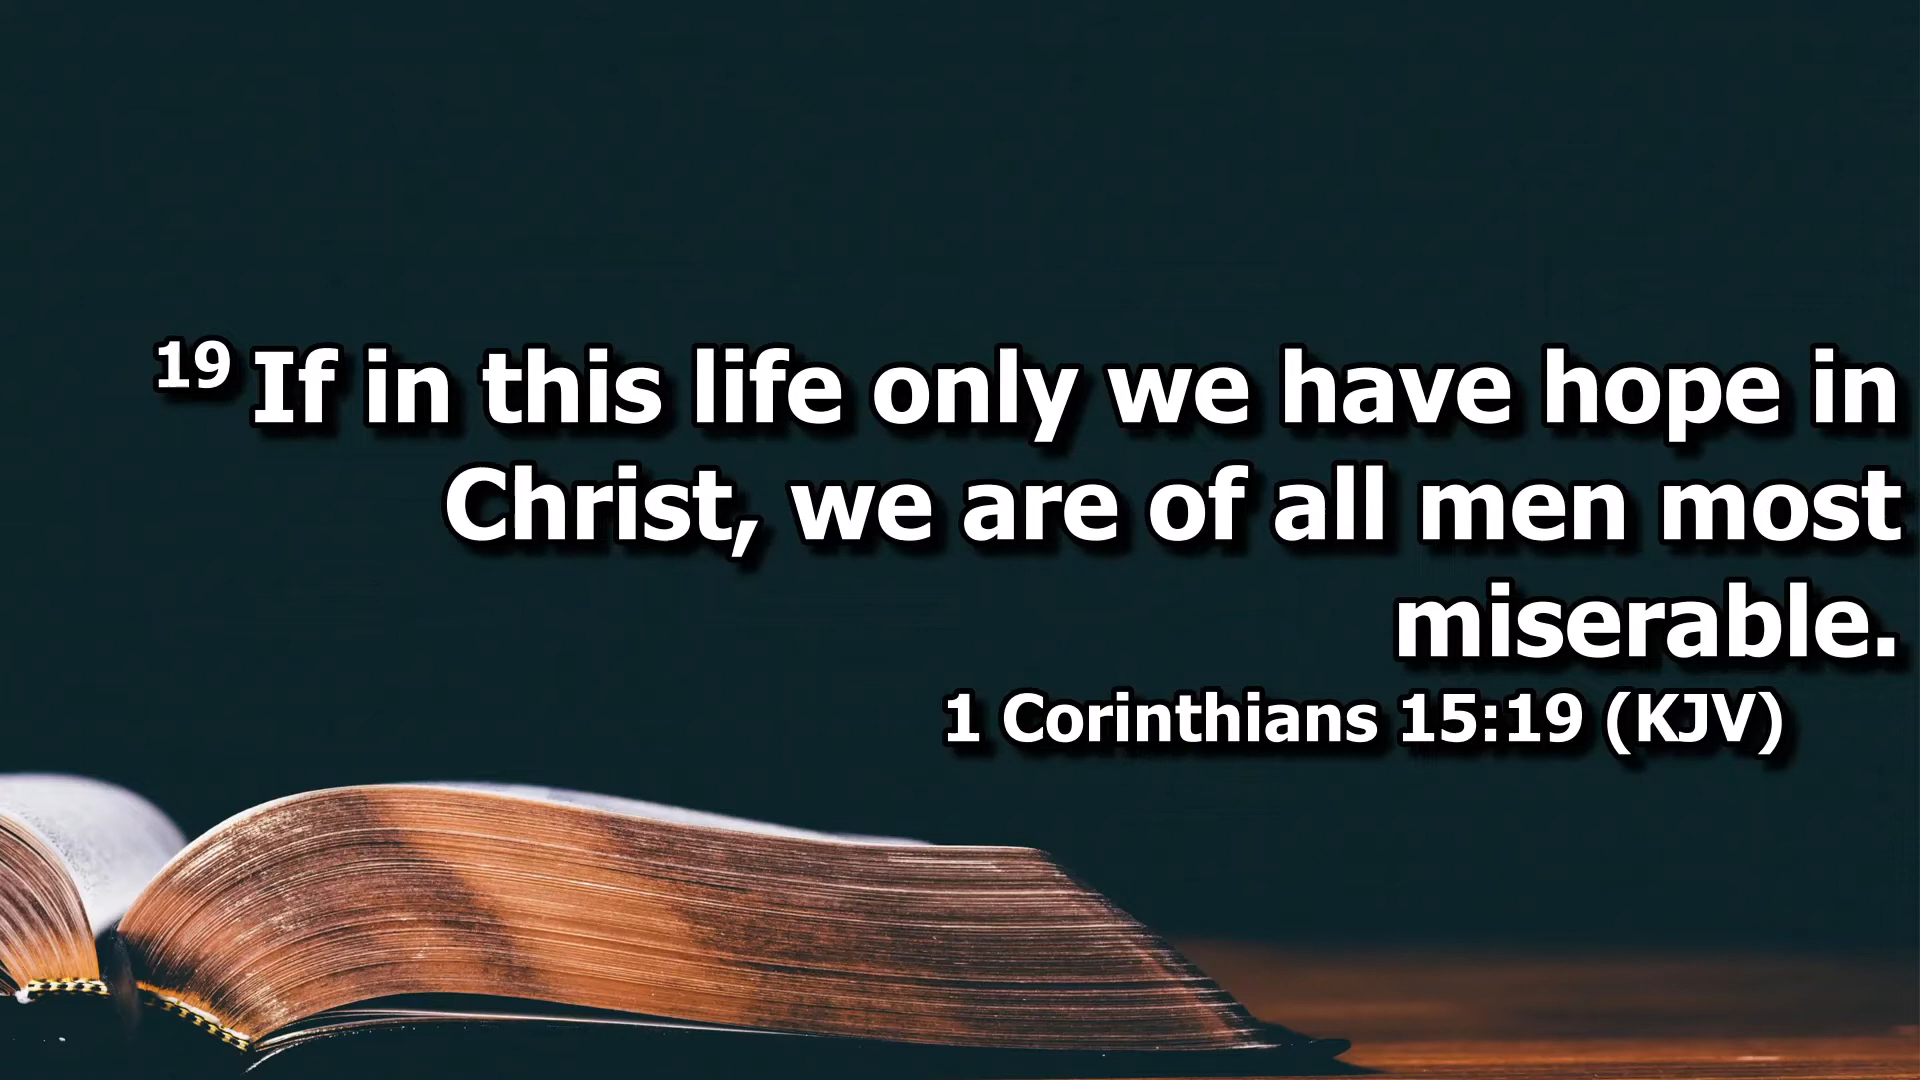 19 If in this life only we have hope in
Christ, we are of all men most
miserable.
1 Corinthians 15:19 (KJV)